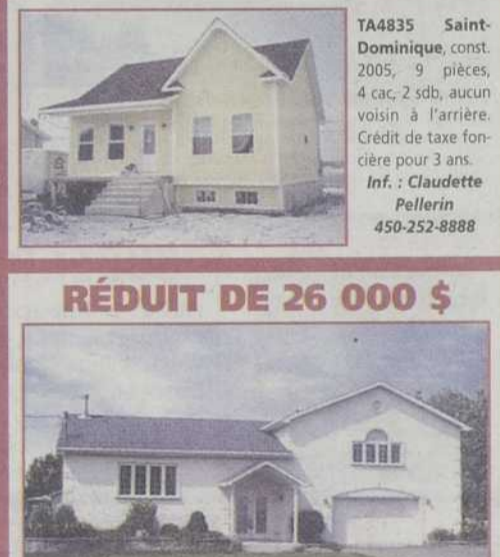 TA4835 Saint-
Dominique, const.
2005, 9 pièces,
4 cac, 2 sdb, aucun
voisin à l'arrière.
Crédit de taxe fon-
cière pour 3 ans.
Inf. : Claudette
Pellerin
450-252-8888
RÉDUIT DE 26 000 $